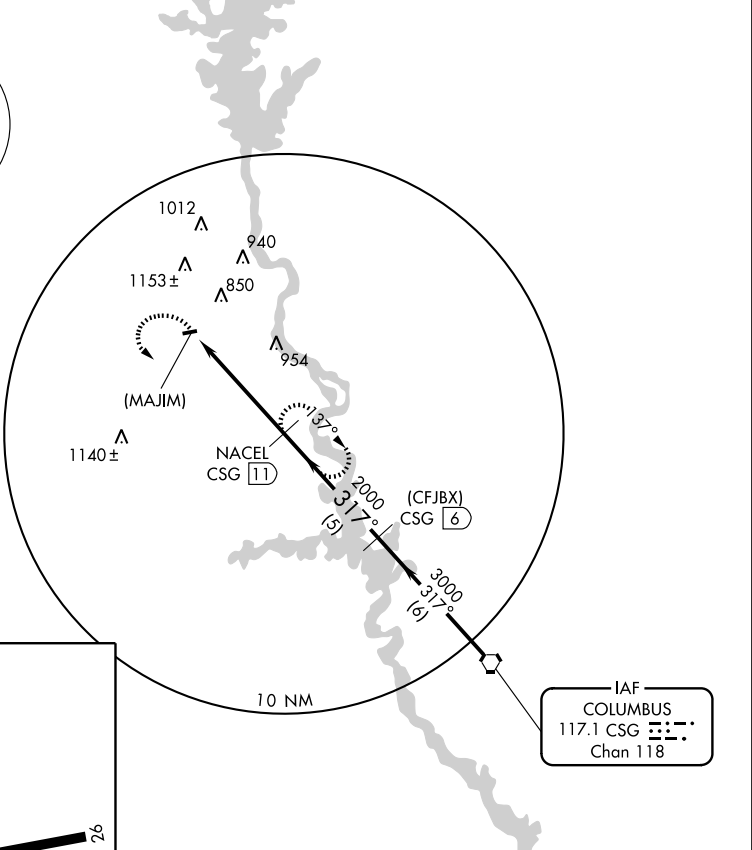 1012
940
1153±
850
954
(MAJIM)
137°
1140±
NACEL
CSG 11
2000
317°
(5)
(CFJBX)
CSG 6
3000
317°
(6)
10 NM
IAF
COLUMBUS
117.1 CSG
Chan 118
26